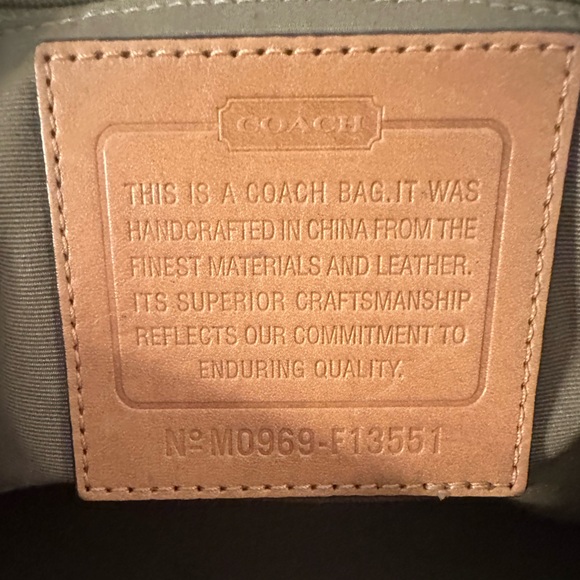 COACH
THIS IS A COACH BAG.IT WAS
HANDCRAFTED IN CHINA FROM THE
FINEST MATERIALS AND LEATHER.
ITS SUPERIOR CRAFTSMANSHIP
REFLECTS OUR COMMITMENT TO
ENDURING QUALITY.
Nº M0969-F13551